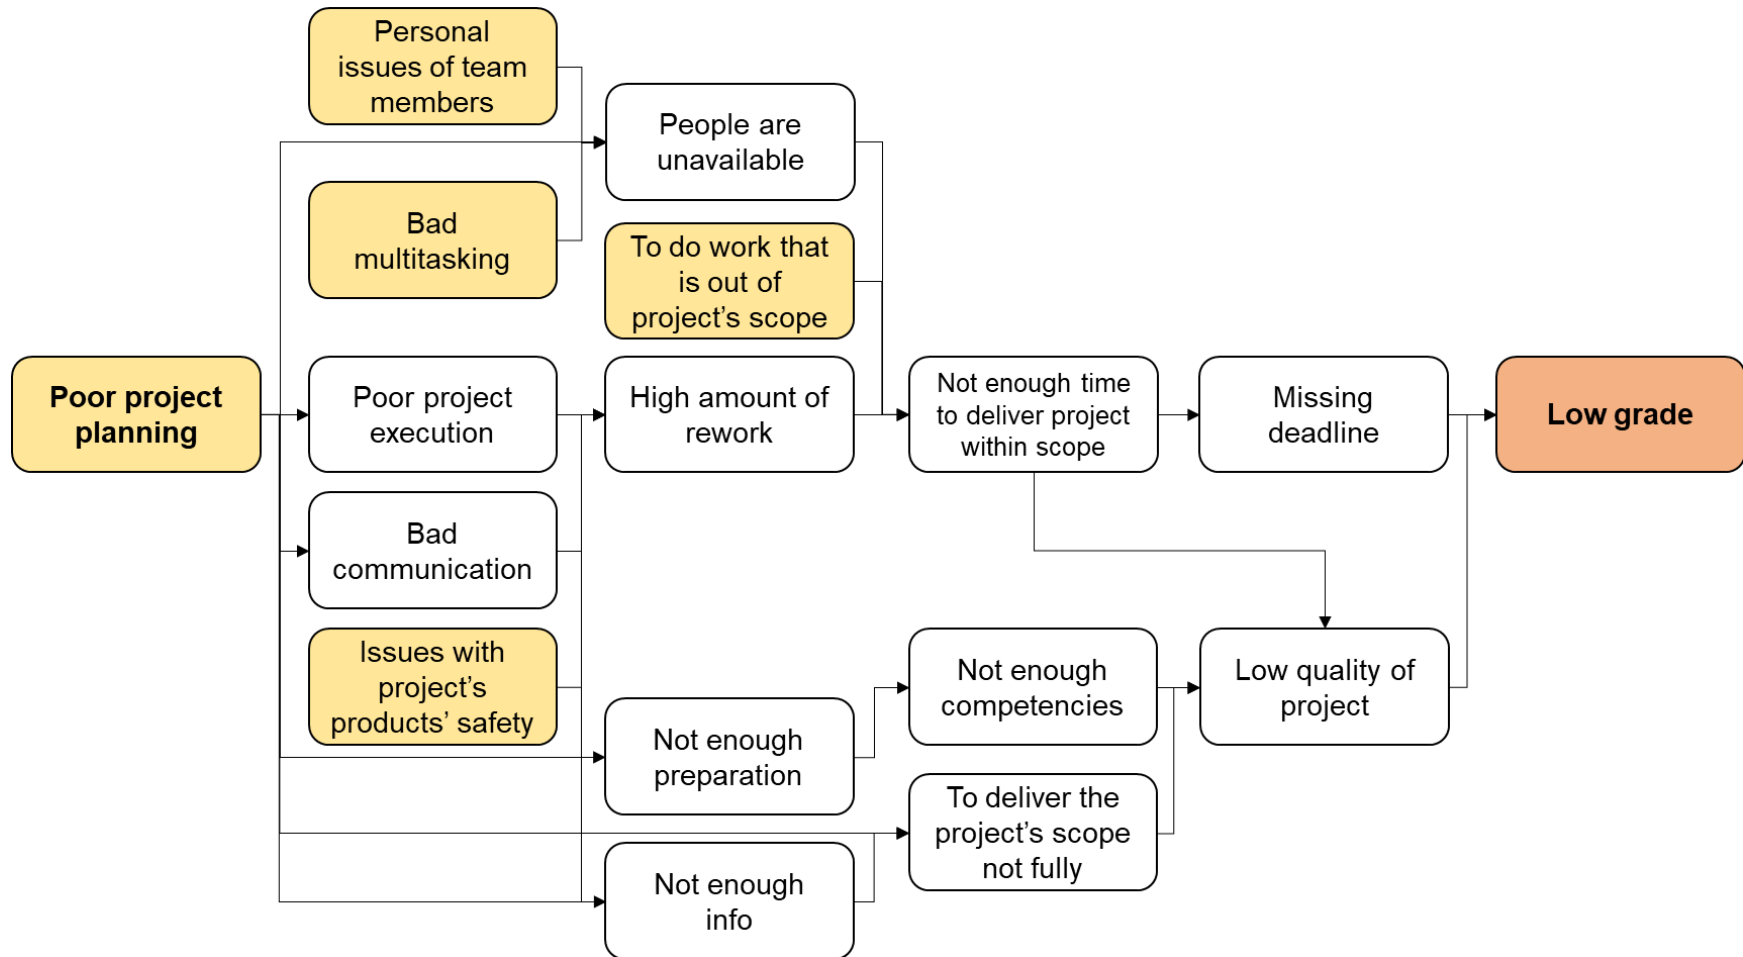 Personal
issues of team
members
People are
unavailable
Bad
multitasking
To do work that
is out of
project’s scope
Poor project
planning
Poor project
execution
High amount of
rework
Not enough time
to deliver project
within scope
Missing
deadline
Low grade
Bad
communication
Issues with
project’s
products’ safety
Not enough
preparation
Not enough
competencies
Low quality of
project
To deliver the
project’s scope
not fully
Not enough
info